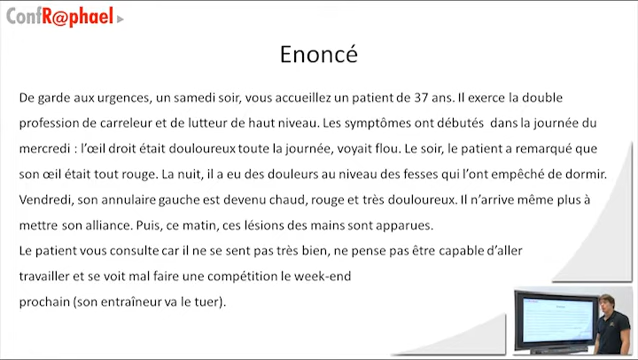 ConfR@phael
Enoncé
De garde aux urgences, un samedi soir, vous accueillez un patient de 37 ans. Il exerce la double
profession de carreleur et de lutteur de haut niveau. Les symptômes ont débutés dans la journée du
mercredi : l'œil droit était douloureux toute la journée, voyait flou. Le soir, le patient a remarqué que
son œil était tout rouge. La nuit, il a eu des douleurs au niveau des fesses qui l'ont empêché de dormir.
Vendredi, son annulaire gauche est devenu chaud, rouge et très douloureux. Il n'arrive même plus à
mettre son alliance. Puis, ce matin, ces lésions des mains sont apparues.
Le patient vous consulte car il ne se sent pas très bien, ne pense pas être capable d'aller
travailler et se voit mal faire une compétition le week-end
prochain (son entraîneur va le tuer).